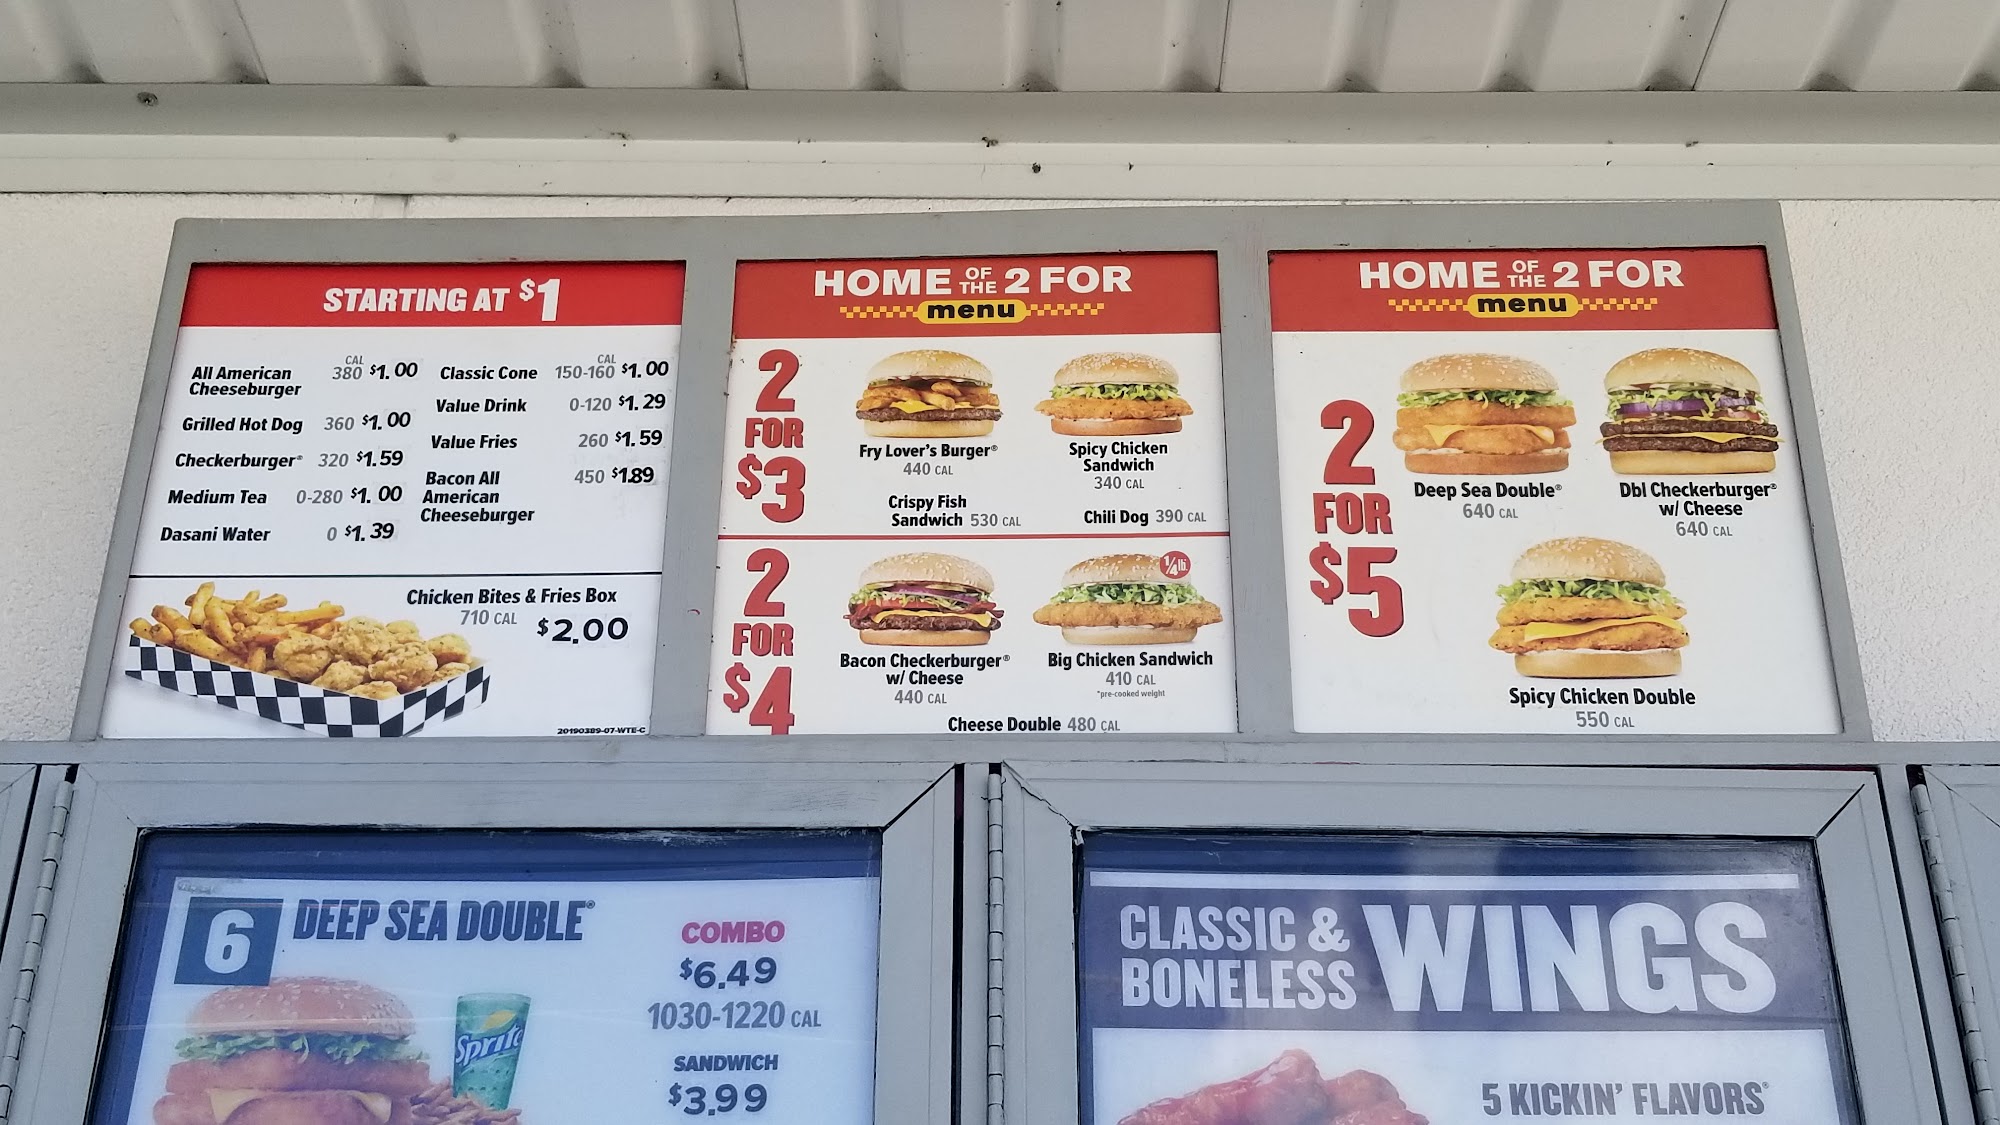 STARTING AT $1
CAL
All American 380 $1.00
Cheeseburger
Grilled Hot Dog 360 $1.00
Checkerburger® 320 $1.59
Medium Tea 0-280 $1.00
Dasani Water 0 $1.39
CAL
Classic Cone 150-160 $1.00
Value Drink 0-120 $1.29
Value Fries 260 $1.59
Bacon All 450 $1.89
American
Cheeseburger
Chicken Bites & Fries Box
710 CAL $2.00
20190389-07-WTE-C
HOME OF THE 2 FOR
menu
2
FOR
$3
Fry Lover's Burger®
440 CAL
Spicy Chicken
Sandwich
340 CAL
Crispy Fish
Sandwich 530 CAL
Chili Dog 390 CAL
2
FOR
$4
Bacon Checkerburger®
w/ Cheese
440 CAL
1/4 lb.
Big Chicken Sandwich
410 CAL
*pre-cooked weight
Cheese Double 480 CAL
HOME OF THE 2 FOR
menu
2
FOR
$5
Deep Sea Double®
640 CAL
Dbl Checkerburger®
w/ Cheese
640 CAL
Spicy Chicken Double
550 CAL
6 DEEP SEA DOUBLE®
COMBO
$6.49
1030-1220 CAL
SANDWICH
$3.99
Sprite
CLASSIC &
BONELESS WINGS
5 KICKIN' FLAVORS®